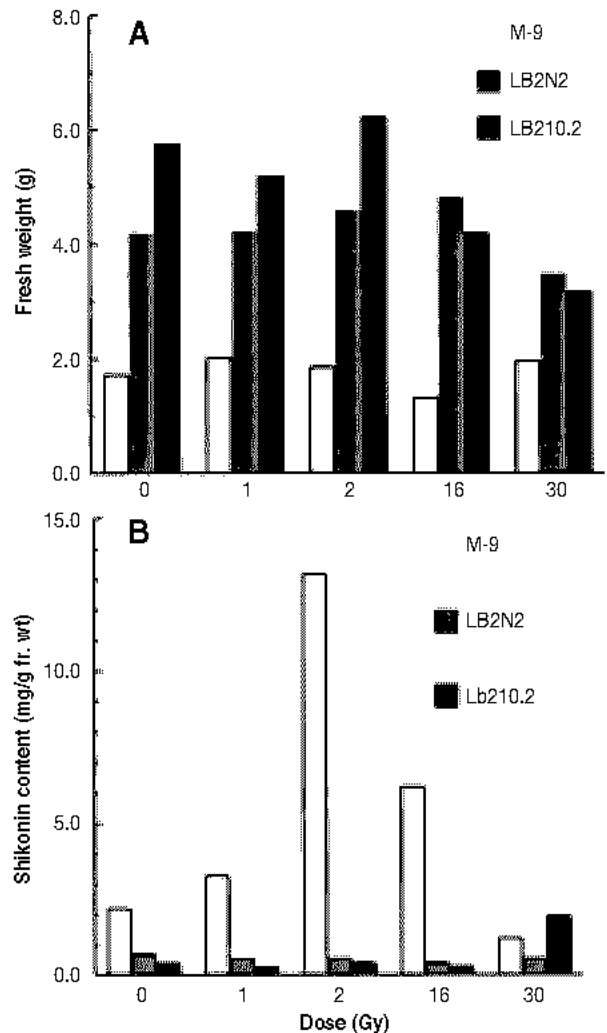 8.0
A
M-9
LB2N2
6.0
LB210.2
Fresh weight (g)
4.0
2.0
0.0
0 1 2 16 30
15.0
B
M-9
LB2N2
10.0
Lb210.2
Shikonin content (mg/g fr. wt)
5.0
0.0
0 1 2 16 30
Dose (Gy)